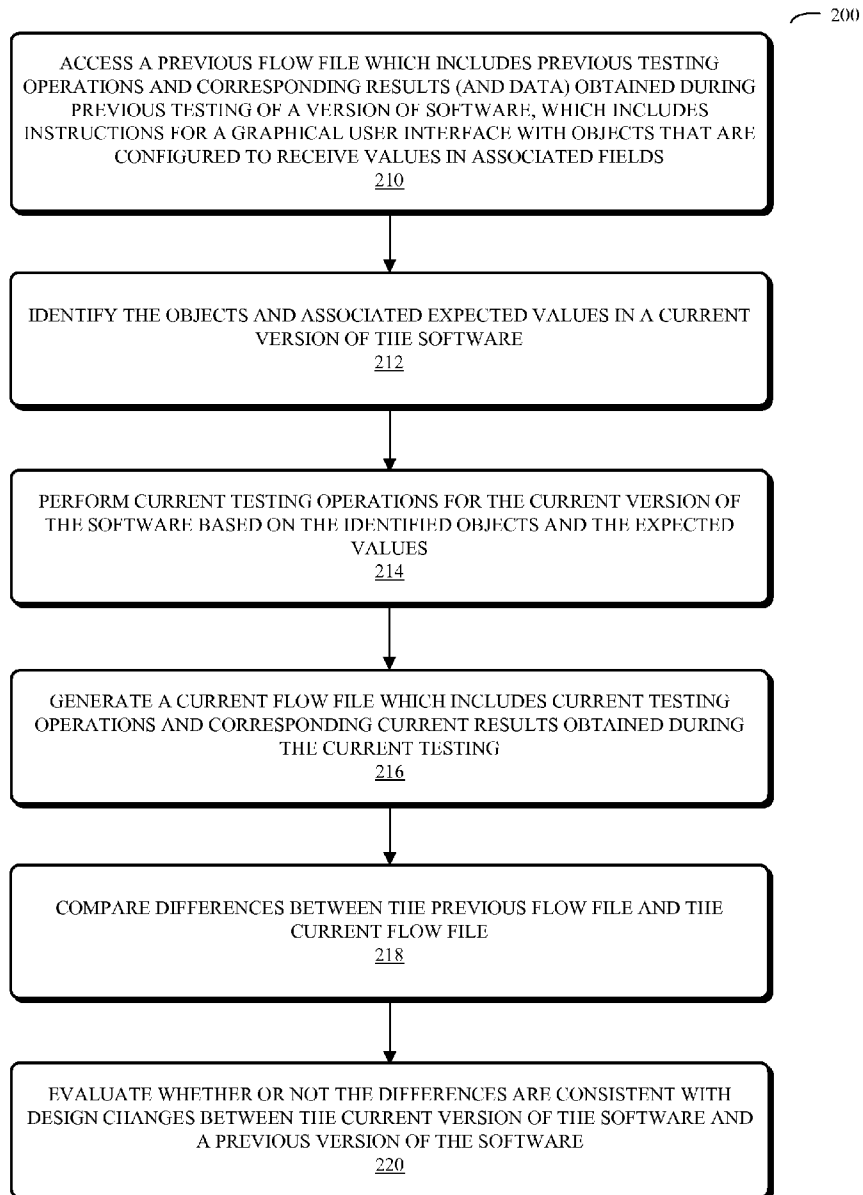 200
ACCESS A PREVIOUS FLOW FILE WHICH INCLUDES PREVIOUS TESTING
OPERATIONS AND CORRESPONDING RESULTS (AND DATA) OBTAINED DURING
PREVIOUS TESTING OF A VERSION OF SOFTWARE, WHICH INCLUDES
INSTRUCTIONS FOR A GRAPHICAL USER INTERFACE WITH OBJECTS THAT ARE
CONFIGURED TO RECEIVE VALUES IN ASSOCIATED FIELDS
210
IDENTIFY THE OBJECTS AND ASSOCIATED EXPECTED VALUES IN A CURRENT
VERSION OF THE SOFTWARE
212
PERFORM CURRENT TESTING OPERATIONS FOR THE CURRENT VERSION OF
THE SOFTWARE BASED ON THE IDENTIFIED OBJECTS AND THE EXPECTED
VALUES
214
GENERATE A CURRENT FLOW FILE WHICH INCLUDES CURRENT TESTING
OPERATIONS AND CORRESPONDING CURRENT RESULTS OBTAINED DURING
THE CURRENT TESTING
216
COMPARE DIFFERENCES BETWEEN THE PREVIOUS FLOW FILE AND THE
CURRENT FLOW FILE
218
EVALUATE WHETHER OR NOT THE DIFFERENCES ARE CONSISTENT WITH
DESIGN CHANGES BETWEEN THE CURRENT VERSION OF THE SOFTWARE AND
A PREVIOUS VERSION OF THE SOFTWARE
220